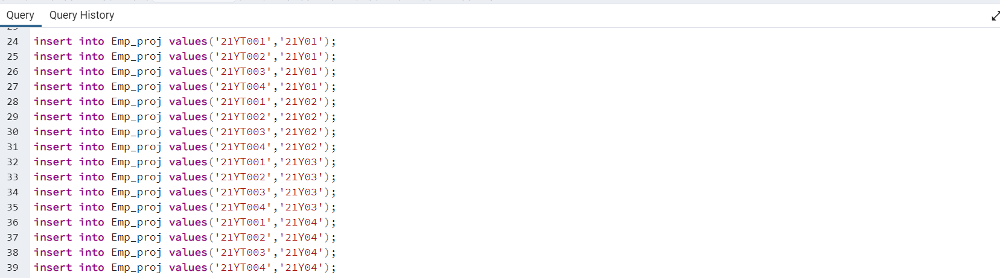 Query Query History
24 insert into Emp_proj values('21YT001','21Y01');
25 insert into Emp_proj values('21YT002','21Y01');
26 insert into Emp_proj values('21YT003','21Y01');
27 insert into Emp_proj values('21YT004','21Y01');
28 insert into Emp_proj values('21YT001','21Y02');
29 insert into Emp_proj values('21YT002','21Y02');
30 insert into Emp_proj values('21YT003','21Y02');
31 insert into Emp_proj values('21YT004','21Y02');
32 insert into Emp_proj values('21YT001','21Y03');
33 insert into Emp_proj values('21YT002','21Y03');
34 insert into Emp_proj values('21YT003','21Y03');
35 insert into Emp_proj values('21YT004','21Y03');
36 insert into Emp_proj values('21YT001','21Y04');
37 insert into Emp_proj values('21YT002','21Y04');
38 insert into Emp_proj values('21YT003','21Y04');
39 insert into Emp_proj values('21YT004','21Y04');